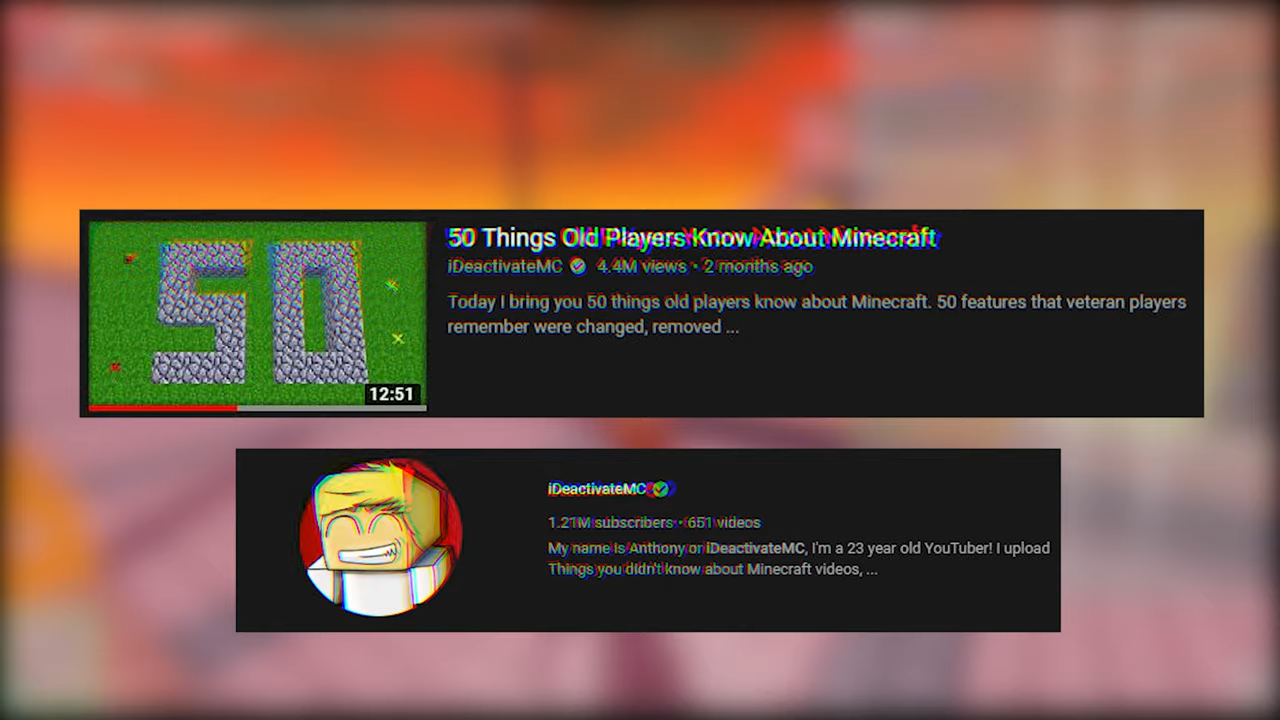 50 Things Old Players Know About Minecraft
iDeactivateMC 4.4M views • 2 months ago
Today I bring you 50 things old players know about Minecraft. 50 features that veteran players
remember were changed, removed ...
50
12:51
iDeactivateMC
1.21M subscribers • 651 videos
My name is Anthony or iDeactivateMC, I'm a 23 year old YouTuber! I upload
Things you didn't know about Minecraft videos, ...